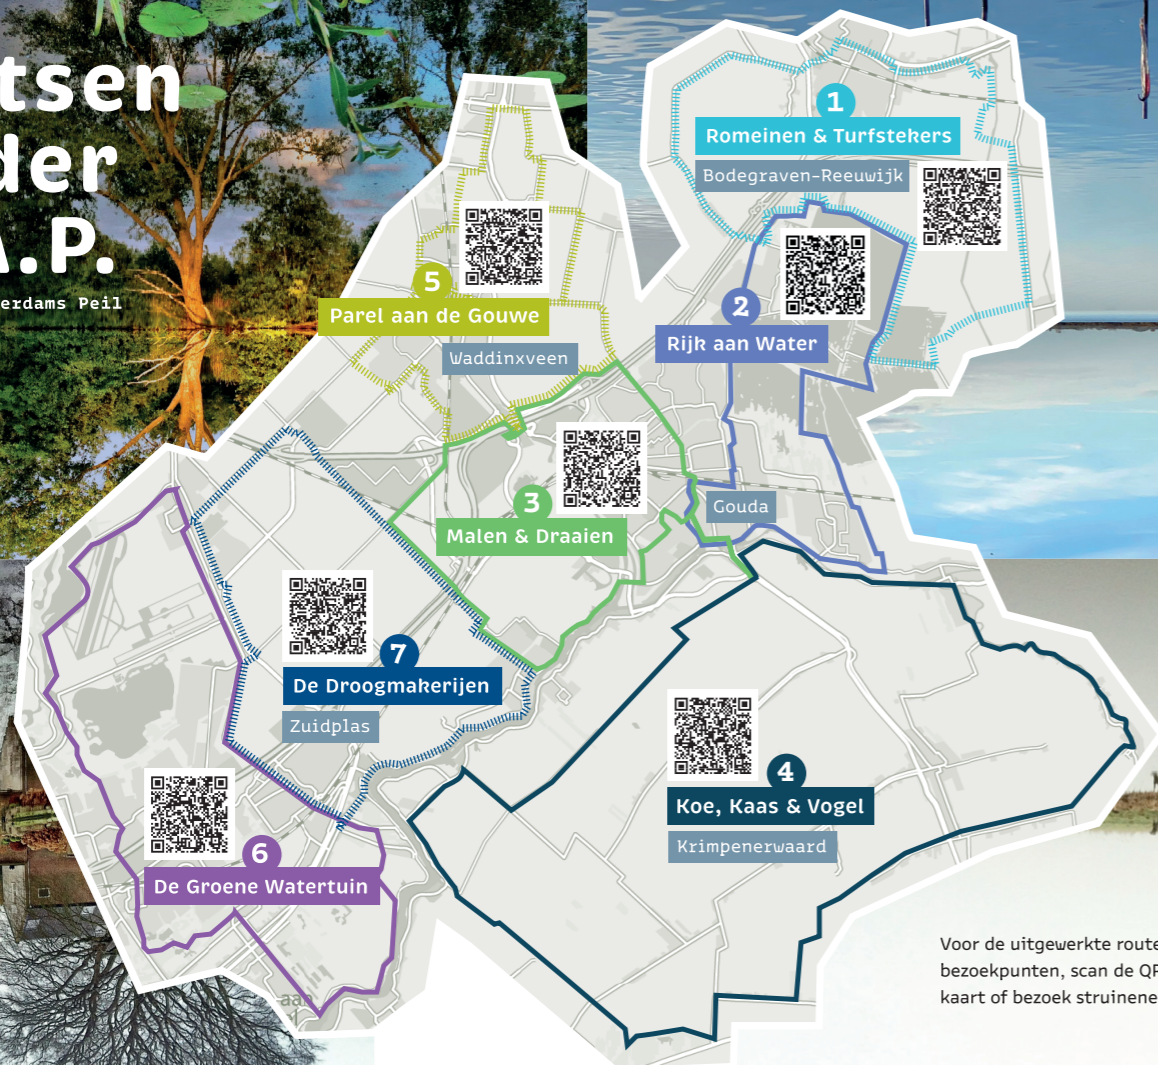 tsen
der
A.P.
erdams Peil
1
Romeinen & Turfstekers
Bodegraven-Reeuwijk
5
Parel aan de Gouwe
Waddinxveen
2
Rijk aan Water
3
Malen & Draaien
Gouda
7
De Droogmakerijen
Zuidplas
4
Koe, Kaas & Vogel
Krimpenerwaard
6
De Groene Watertuin
aan
Voor de uitgewerkte route
bezoekpunten, scan de QR
kaart of bezoek struinene